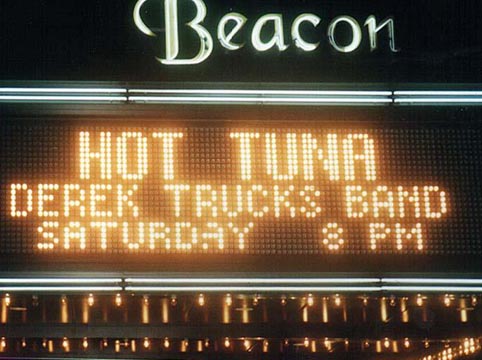 Beacon
HOT TUNA
DEREK TRUCKS BAND
SATURDAY 8 PM